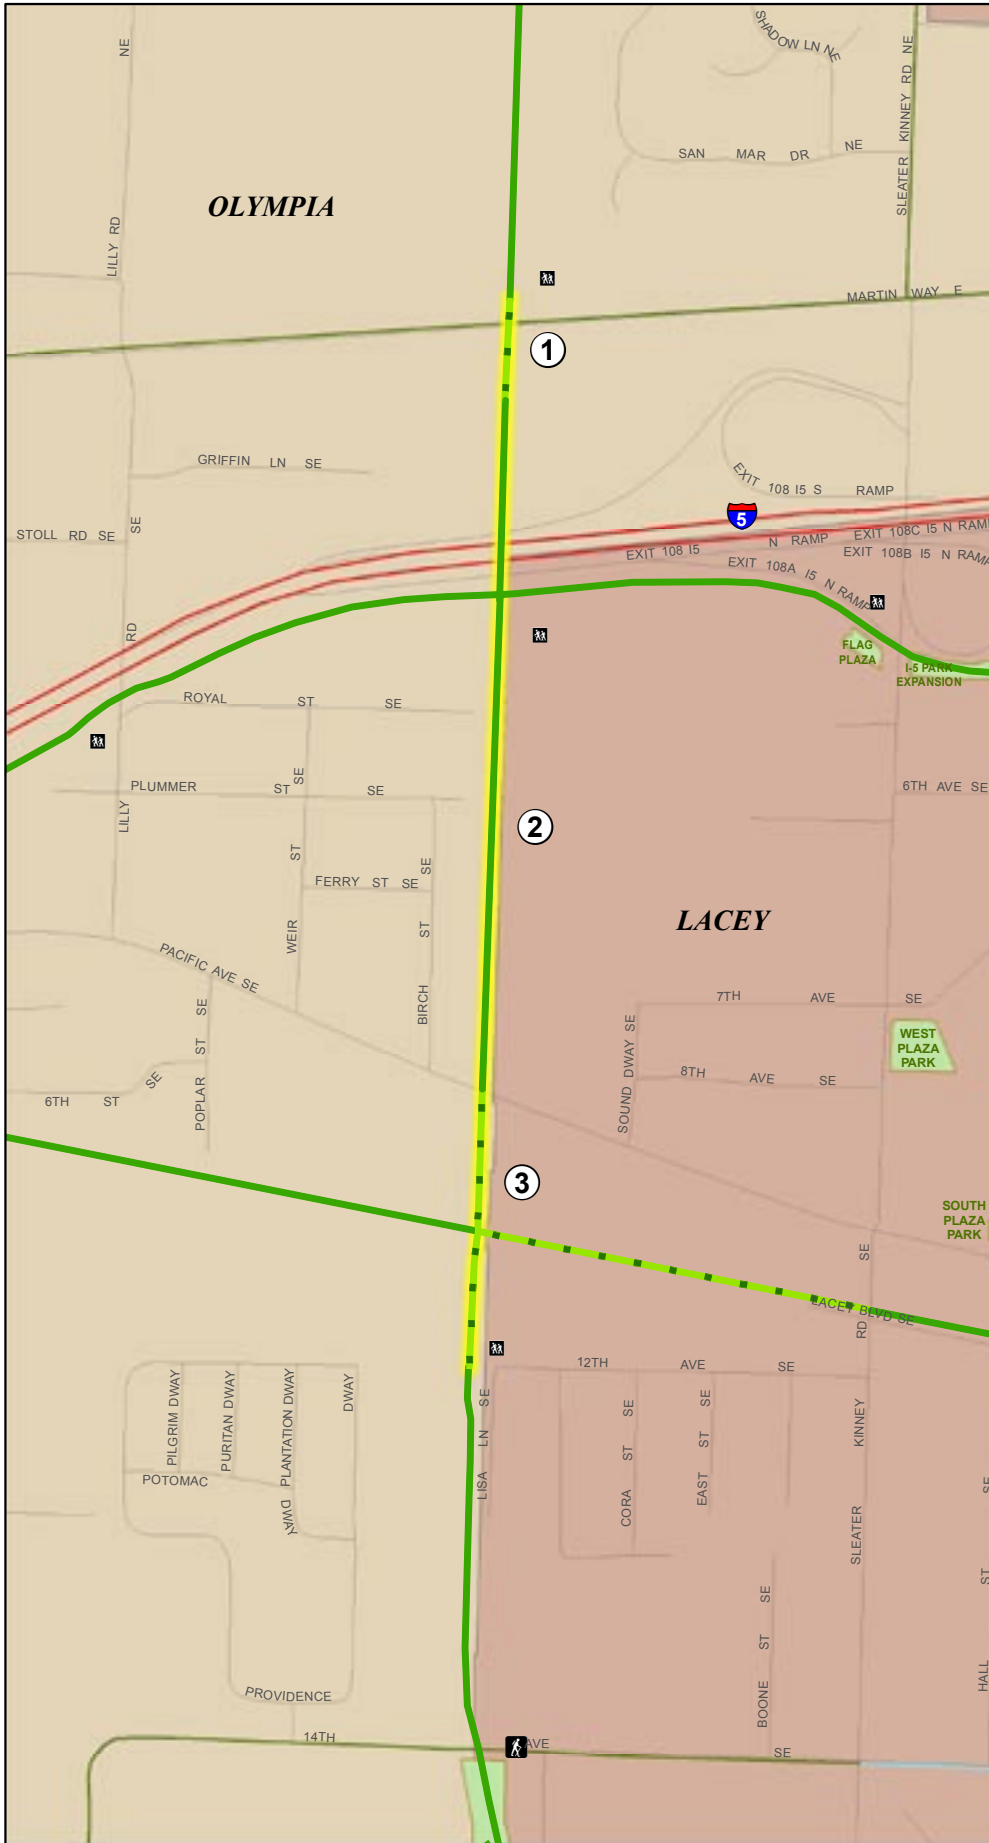 SHADOW LN NE
NE
SLEATER KINNEY RD NE
SAN MAR DR NE
OLYMPIA
LILLY RD
MARTIN WAY E
1
GRIFFIN LN SE
EXIT 108 I5 S RAMP
5
STOLL RD SE
SE
N RAMP
EXIT 108C I5 N RAMP
EXIT 108 I5
EXIT 108B I5 N RAMP
EXIT 108A I5 N RAMP
RD
FLAG
PLAZA
I-5 PARK
EXPANSION
ROYAL ST SE
PLUMMER ST SE
6TH AVE SE
LILLY
WEIR ST SE
2
FERRY ST SE
BIRCH ST SE
LACEY
PACIFIC AVE SE
7TH AVE SE
WEST
PLAZA
PARK
SOUND DWAY SE
8TH AVE SE
POPLAR ST SE
6TH ST SE
3
SOUTH
PLAZA
PARK
LACEY BLVD SE
12TH AVE SE
PILGRIM DWAY
PURITAN DWAY
PLANTATION DWAY
DWAY
POTOMAC DWAY
LISA LN SE
CORA ST SE
EAST ST SE
SLEATER KINNEY RD SE
HALL ST SE
BOONE ST SE
PROVIDENCE
14TH AVE SE